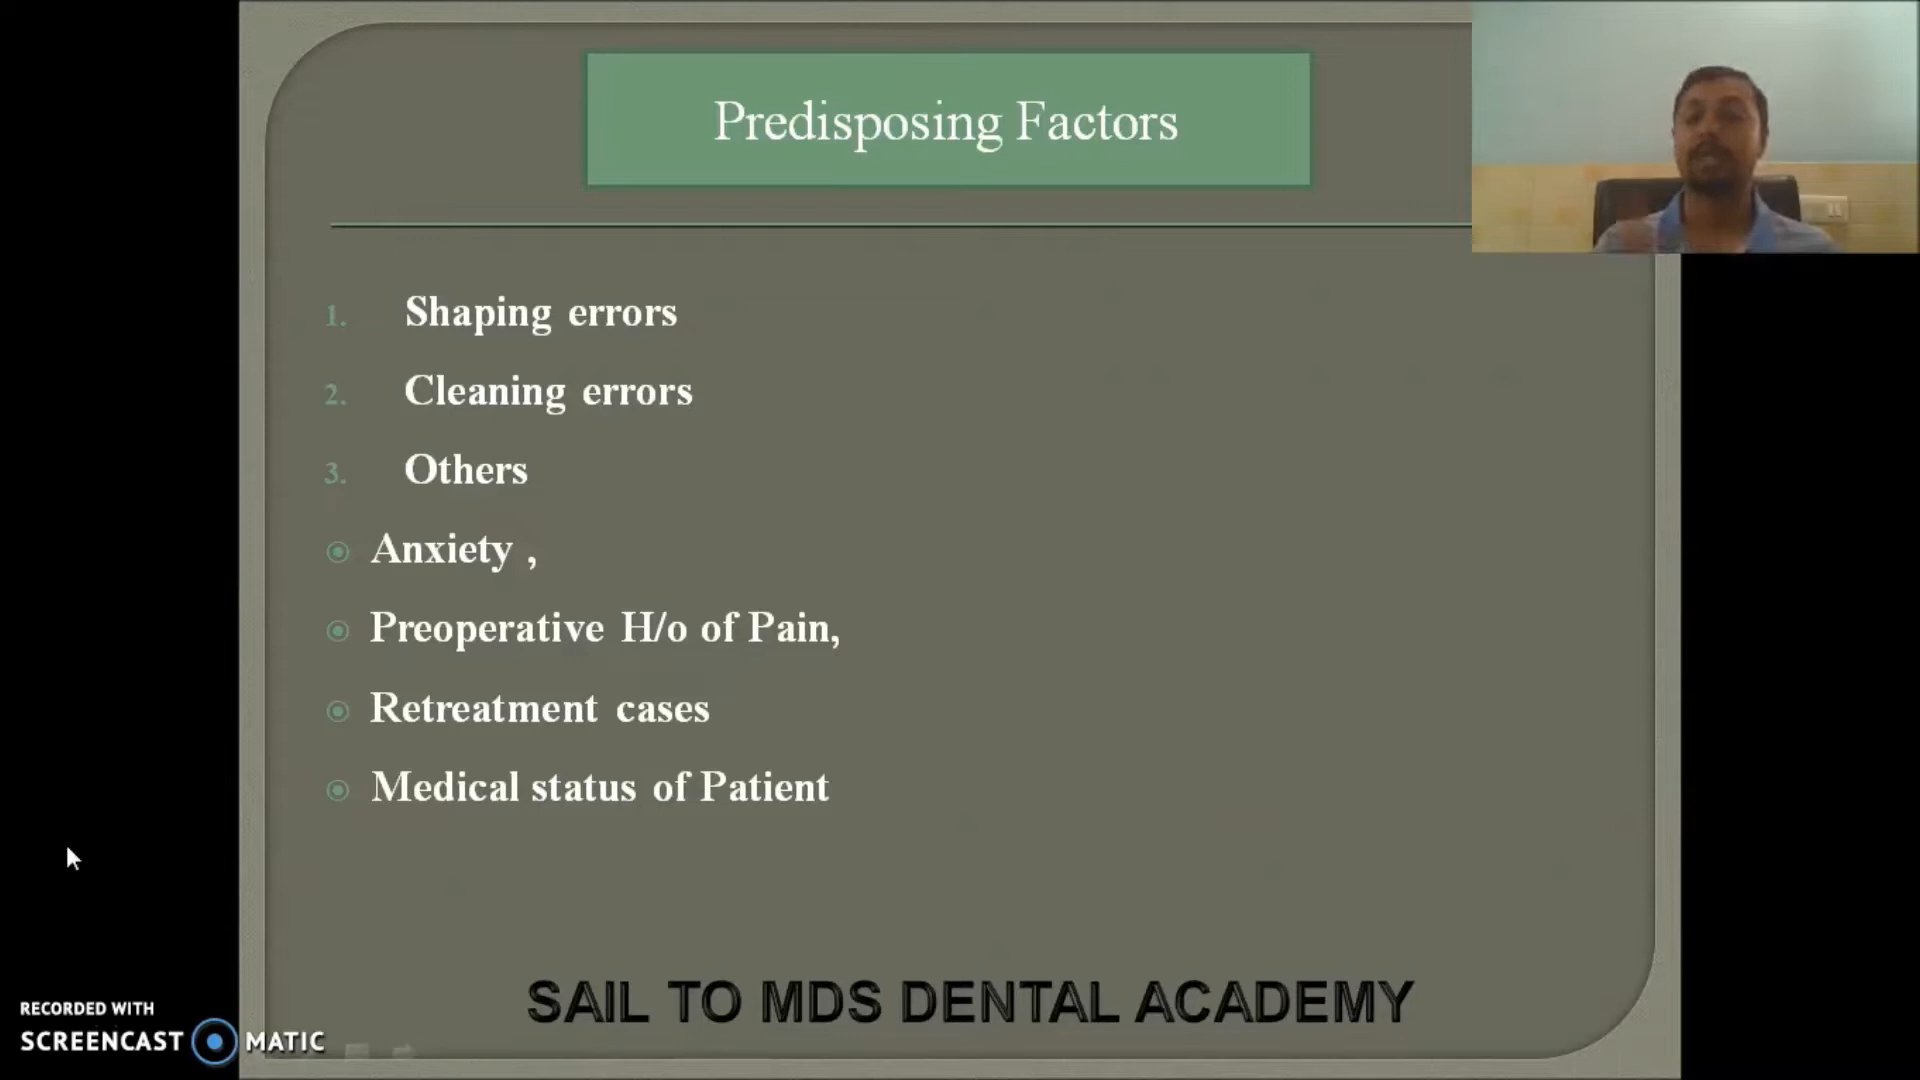 Predisposing Factors
1. Shaping errors
2. Cleaning errors
3. Others
Anxiety ,
Preoperative H/o of Pain,
Retreatment cases
Medical status of Patient
SAIL TO MDS DENTAL ACADEMY
RECORDED WITH
SCREENCAST MATIC